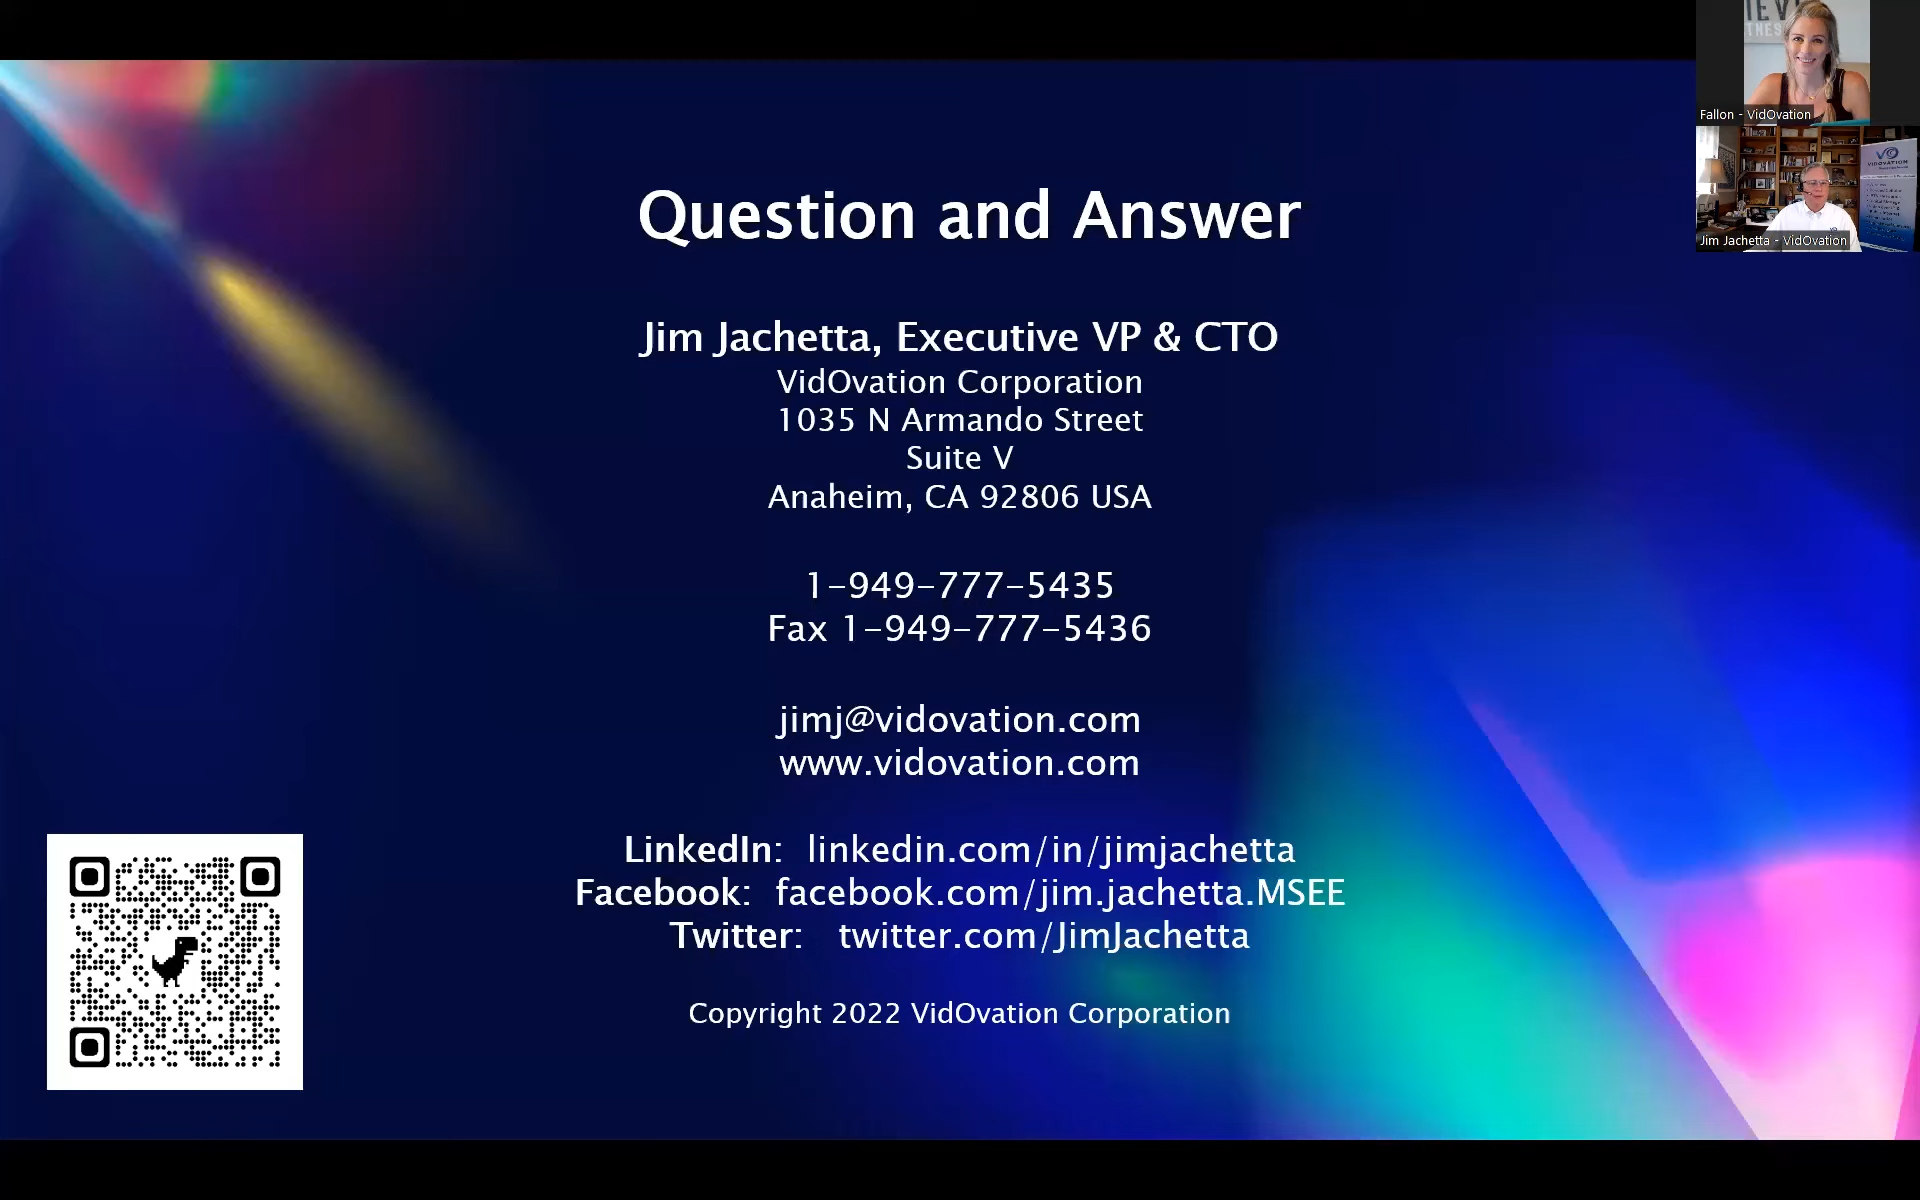 Question and Answer
Jim Jachetta, Executive VP & CTO
VidOvation Corporation
1035 N Armando Street
Suite V
Anaheim, CA 92806 USA
1-949-777-5435
Fax 1-949-777-5436
jimj@vidovation.com
www.vidovation.com
LinkedIn: linkedin.com/in/jimjachetta
Facebook: facebook.com/jim.jachetta.MSEE
Twitter: twitter.com/JimJachetta
Copyright 2022 VidOvation Corporation
Fallon - VidOvation
VIDOVATION
Jim Jachetta - VidOvation